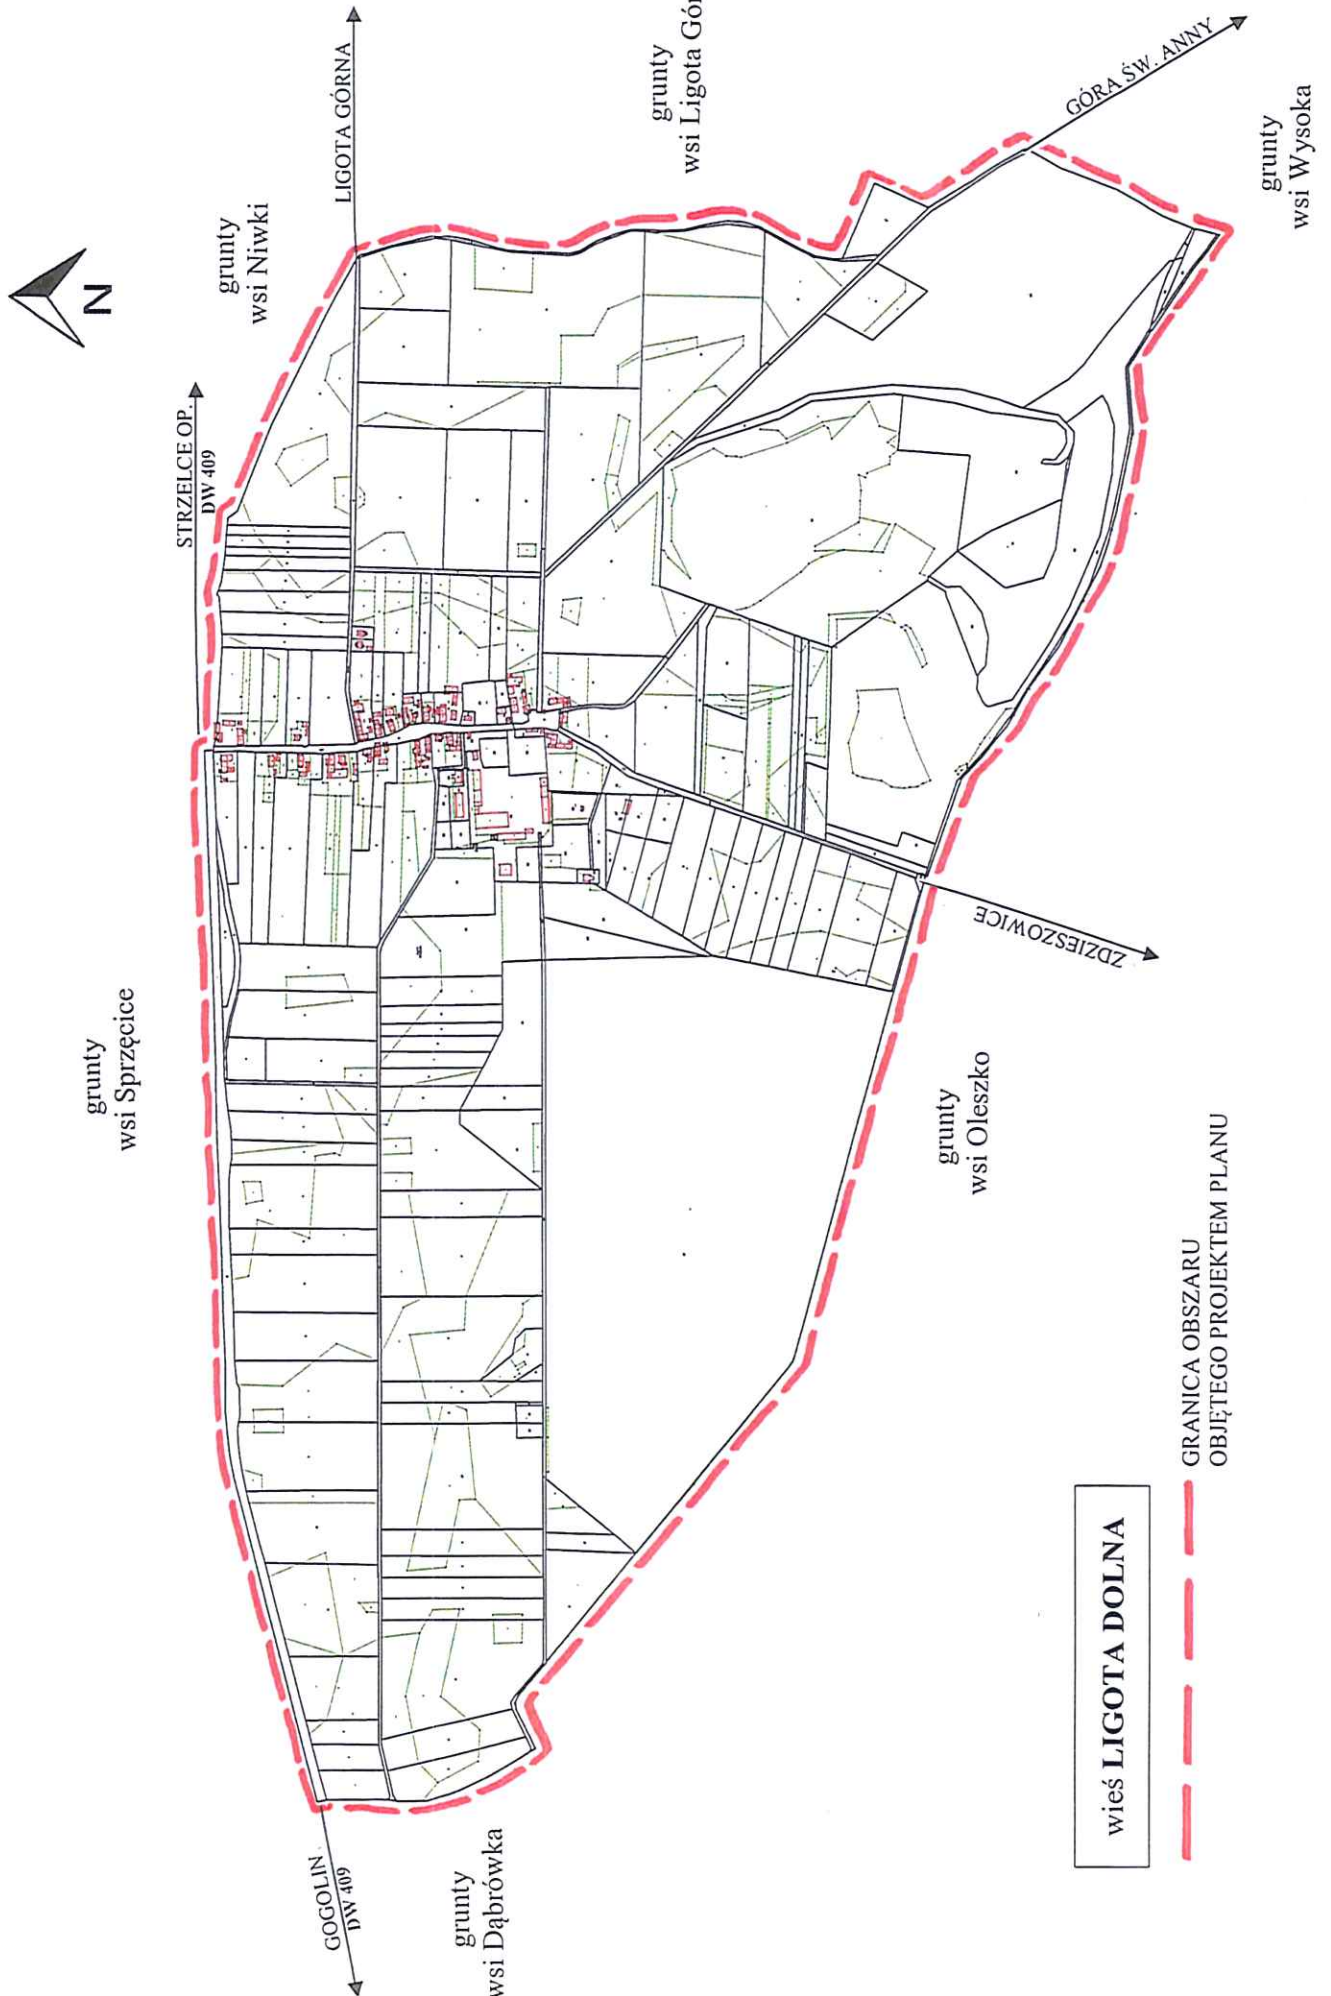 N
STRZELCE OP.
DW 409
grunty
wsi Niwki
LIGOTA GÓRNA
grunty
wsi Ligota Gór
GÓRA ŚW. ANNY
grunty
wsi Wysoka
grunty
wsi Sprzęcice
ZDZIESZOWICE
grunty
wsi Oleszko
GOGOLIN
DW 409
grunty
wsi Dąbrówka
wieś LIGOTA DOLNA
GRANICA OBSZARU
OBJĘTEGO PROJEKTEM PLANU